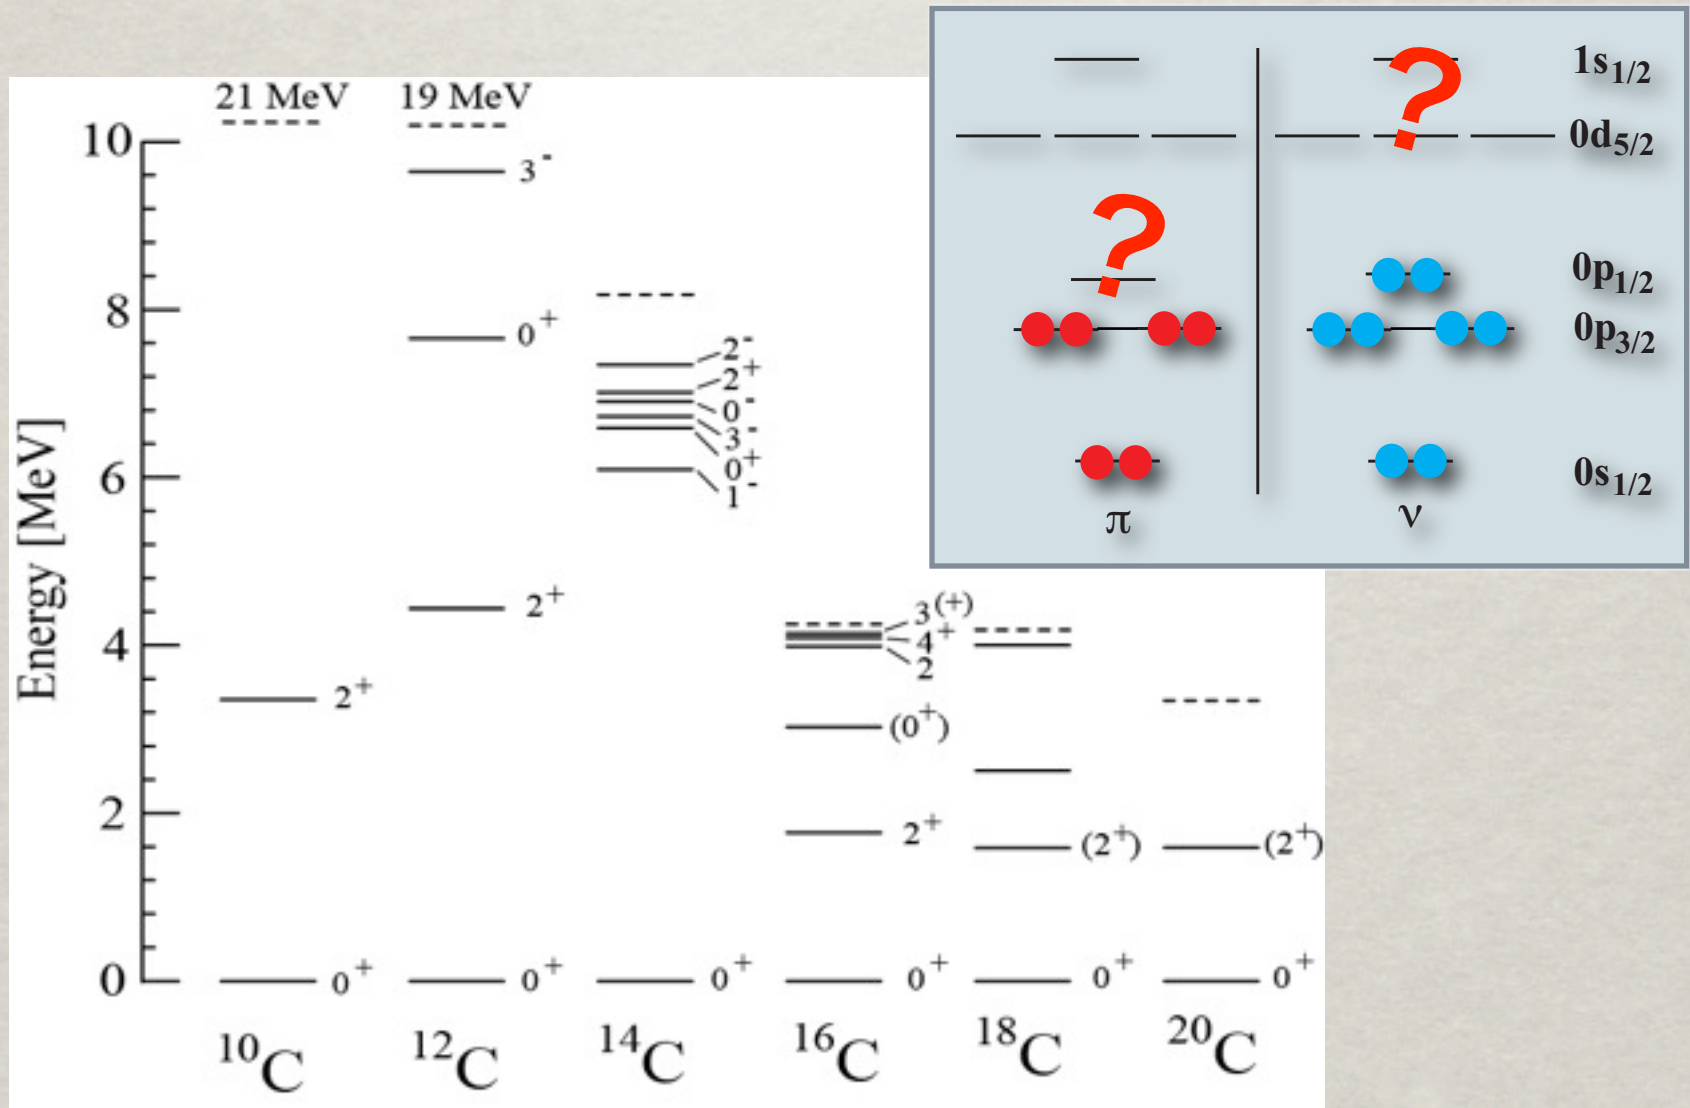 21 MeV 19 MeV
Energy [MeV]
10
8
6
4
2
0
2⁺
0⁺
¹⁰C
3⁻
0⁺
2⁺
0⁺
¹²C
2⁻
2⁺
0⁻
3⁻
0⁺
1⁻
0⁺
¹⁴C
3⁽⁺⁾
4⁺
2
(0⁺)
2⁺
0⁺
¹⁶C
(2⁺)
0⁺
¹⁸C
(2⁺)
0⁺
²⁰C
? 1s1/2
0d5/2
? 0p1/2
0p3/2
0s1/2
π ν